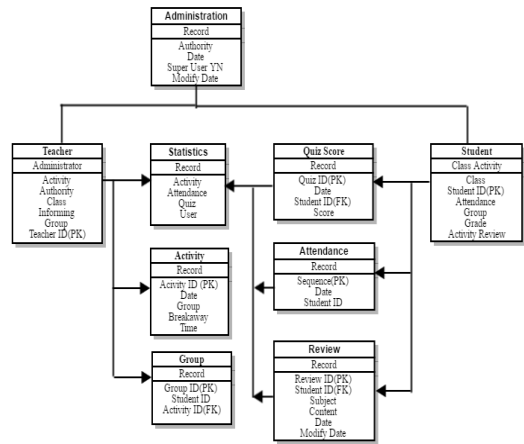 Administration
Record
Authority
Date
Super User YN
Modify Date
Teacher
Administrator
Activity
Authority
Class
Informing
Group
Teacher ID(PK)
Statistics
Record
Activity
Attendance
Quiz
User
Quiz Score
Record
Quiz ID(PK)
Date
Student ID(FK)
Score
Student
Class Activity
Class
Student ID(PK)
Attendance
Group
Grade
Activity Review
Activity
Record
Acivity ID (PK)
Date
Group
Breakaway
Time
Attendance
Record
Sequence(PK)
Date
Student ID
Group
Record
Group ID(PK)
Student ID
Activity ID(FK)
Review
Record
Review ID(PK)
Student ID(FK)
Subject
Content
Date
Modify Date